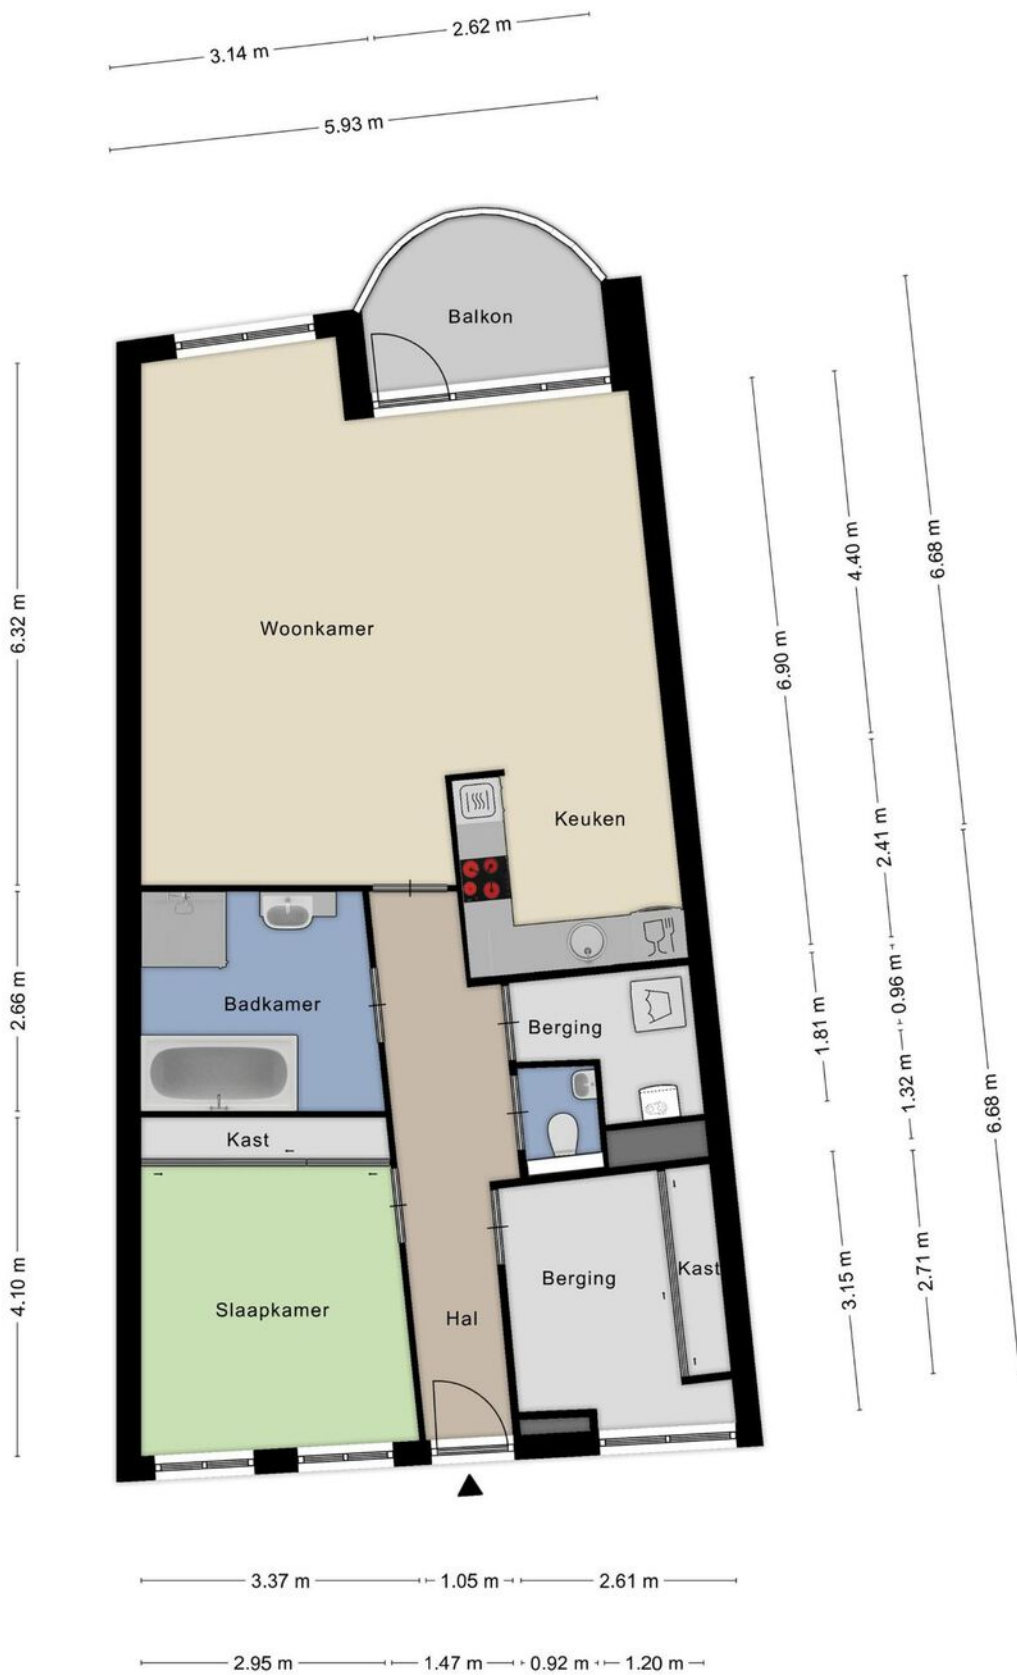 3.14 m
2.62 m
5.93 m
Balkon
6.32 m
4.40 m
6.68 m
6.90 m
Woonkamer
Keuken
2.41 m
2.66 m
Badkamer
Berging
0.96 m
1.81 m
1.32 m
6.68 m
Kast
4.10 m
Slaapkamer
Hal
Berging
Kast
3.15 m
2.71 m
3.37 m
1.05 m
2.61 m
2.95 m
1.47 m
0.92 m
1.20 m